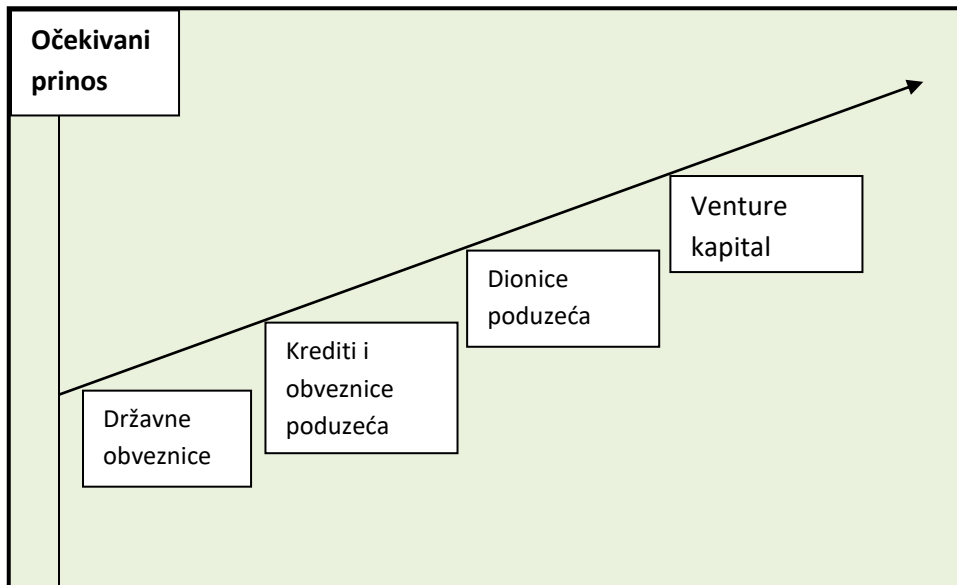 Očekivani
prinos
Venture
kapital
Dionice
poduzeća
Krediti i
obveznice
poduzeća
Državne
obveznice